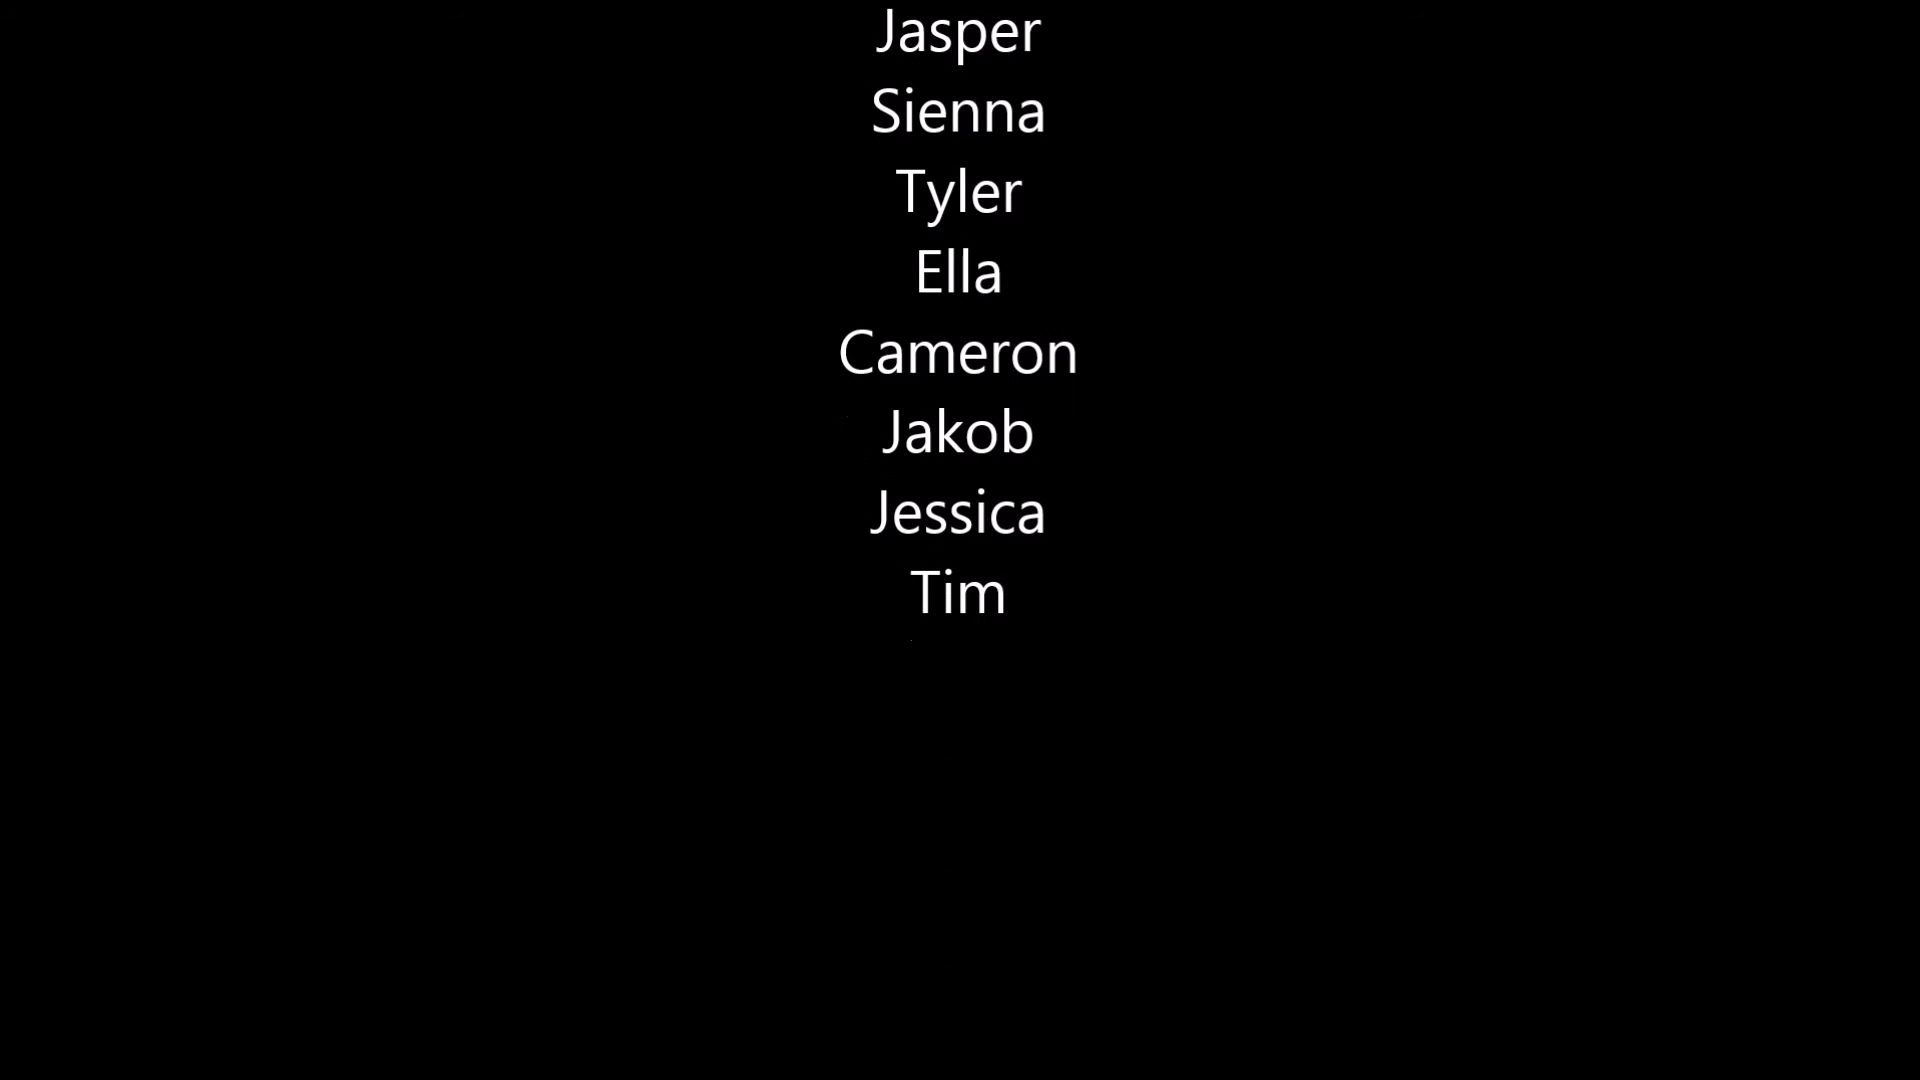 Jasper
Sienna
Tyler
Ella
Cameron
Jakob
Jessica
Tim